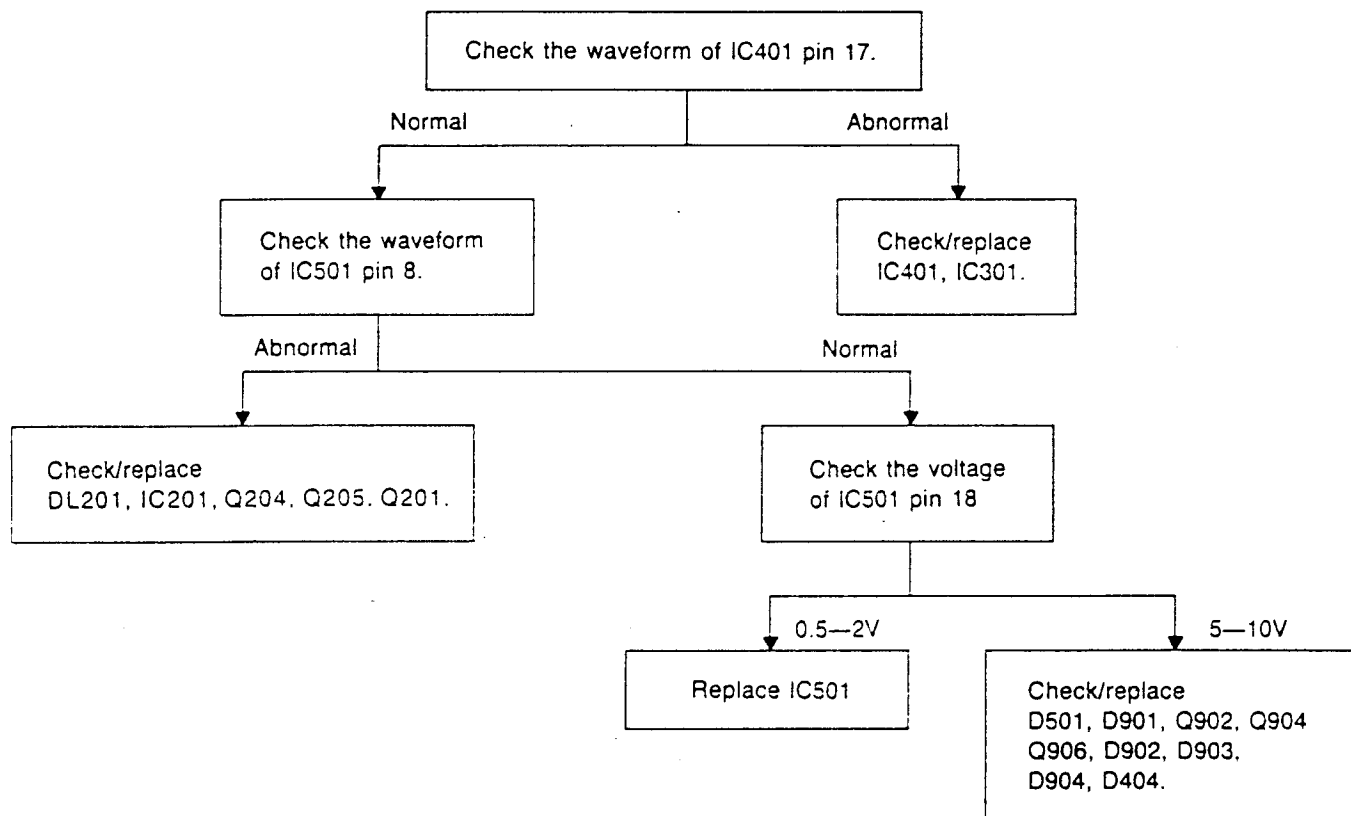 Check the waveform of IC401 pin 17.
Normal
Abnormal
Check the waveform
of IC501 pin 8.
Check/replace
IC401, IC301.
Abnormal
Normal
Check/replace
DL201, IC201, Q204, Q205. Q201.
Check the voltage
of IC501 pin 18
0.5—2V
5—10V
Replace IC501
Check/replace
D501, D901, Q902, Q904
Q906, D902, D903,
D904, D404.